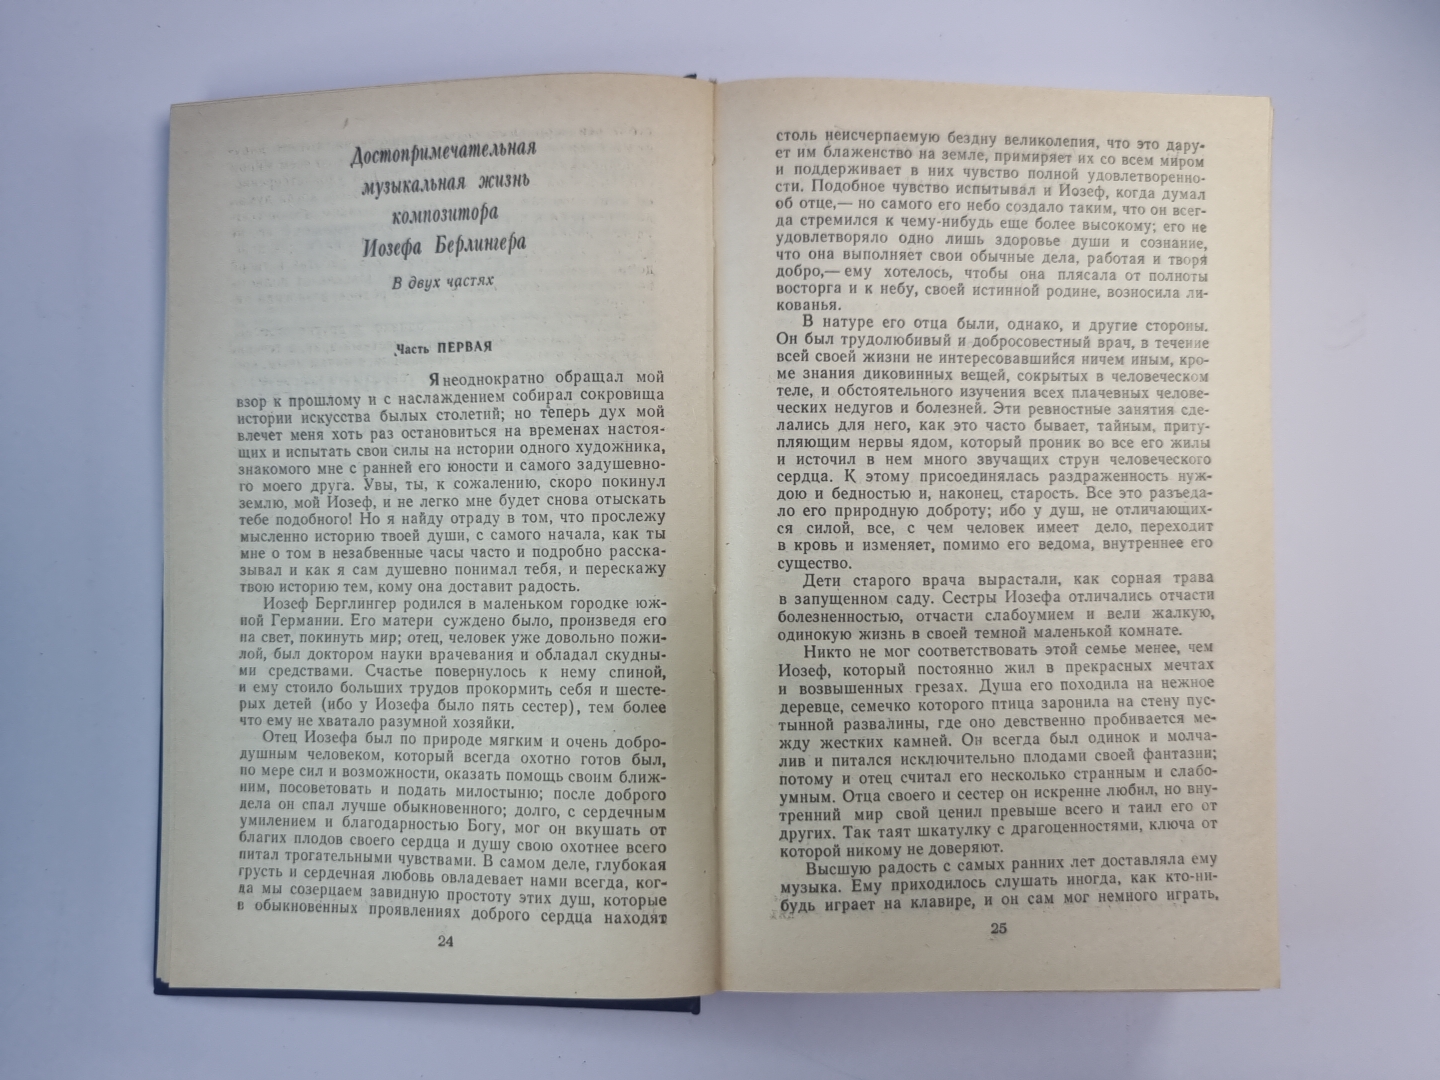 Достопримечательная
музыкальная жизнь
композитора
Иозефа Берлингера
В двух частях
Часть ПЕРВАЯ
Я неоднократно обращал мой
взор к прошлому и с наслаждением собирал сокровища
истории искусства былых столетий; но теперь дух мой
влечет меня хоть раз остановиться на временах настоя-
щих и испытать свои силы на истории одного художника,
знакомого мне с ранней его юности и самого задушевно-
го моего друга. Увы, ты, к сожалению, скоро покинул
землю, мой Иозеф, и не легко мне будет снова отыскать
тебе подобного! Но я найду отраду в том, что прослежу
мысленно историю твоей души, с самого начала, как ты
мне о том в незабвенные часы часто и подробно расска-
зывал и как я сам душевно понимал тебя, и перескажу
твою историю тем, кому она доставит радость.
Иозеф Берглингер родился в маленьком городке юж-
ной Германии. Его матери суждено было, произведя его
на свет, покинуть мир; отец, человек уже довольно пожи-
лой, был доктором науки врачевания и обладал скудны-
ми средствами. Счастье повернулось к нему спиной,
и ему стоило больших трудов прокормить себя и шесте-
рых детей (ибо у Иозефа было пять сестер), тем более
что ему не хватало разумной хозяйки.
Отец Иозефа был по природе мягким и очень добро-
душным человеком, который всегда охотно готов был,
по мере сил и возможности, оказать помощь своим ближ-
ним, посоветовать и подать милостыню; после доброго
дела он спал лучше обыкновенного; долго, с сердечным
умилением и благодарностью Богу, мог он вкушать от
благих плодов своего сердца и душу свою охотнее всего
питал трогательными чувствами. В самом деле, глубокая
грусть и сердечная любовь овладевает нами всегда, ког-
да мы созерцаем завидную простоту этих душ, которые
в обыкновенных проявлениях доброго сердца находят
24
столь неисчерпаемую бездну великолепия, что это дару-
ет им блаженство на земле, примиряет их со всем миром
и поддерживает в них чувство полной удовлетворенно-
сти. Подобное чувство испытывал и Иозеф, когда думал
об отце,— но самого его небо создало таким, что он всег-
да стремился к чему-нибудь еще более высокому; его не
удовлетворяло одно лишь здоровье души и сознание,
что она выполняет свои обычные дела, работая и творя
добро,— ему хотелось, чтобы она плясала от полноты
восторга и к небу, своей истинной родине, возносила ли-
кованья.
В натуре его отца были, однако, и другие стороны.
Он был трудолюбивый и добросовестный врач, в течение
всей своей жизни не интересовавшийся ничем иным, кро-
ме знания диковинных вещей, сокрытых в человеческом
теле, и обстоятельного изучения всех плачевных челове-
ческих недугов и болезней. Эти ревностные занятия сде-
лались для него, как это часто бывает, тайным, приту-
пляющим нервы ядом, который проник во все его жилы
и источил в нем много звучащих струн человеческого
сердца. К этому присоединялась раздраженность нуж-
дою и бедностью и, наконец, старость. Все это разъеда-
ло его природную доброту; ибо у душ, не отличающих-
ся силой, все, с чем человек имеет дело, переходит
в кровь и изменяет, помимо его ведома, внутреннее его
существо.
Дети старого врача вырастали, как сорная трава
в запущенном саду. Сестры Иозефа отличались отчасти
болезненностью, отчасти слабоумием и вели жалкую,
одинокую жизнь в своей темной маленькой комнате.
Никто не мог соответствовать этой семье менее, чем
Иозеф, который постоянно жил в прекрасных мечтах
и возвышенных грезах. Душа его походила на нежное
деревце, семечко которого птица заронила на стену пус-
тынной развалины, где оно девственно пробивается ме-
жду жестких камней. Он всегда был одинок и молча-
лив и питался исключительно плодами своей фантазии;
потому и отец считал его несколько странным и слабо-
умным. Отца своего и сестер он искренне любил, но вну-
тренний мир свой ценил превыше всего и таил его от
других. Так таят шкатулку с драгоценностями, ключа от
которой никому не доверяют.
Высшую радость с самых ранних лет доставляла ему
музыка. Ему приходилось слушать иногда, как кто-ни-
будь играет на клавире, и он сам мог немного играть,
25